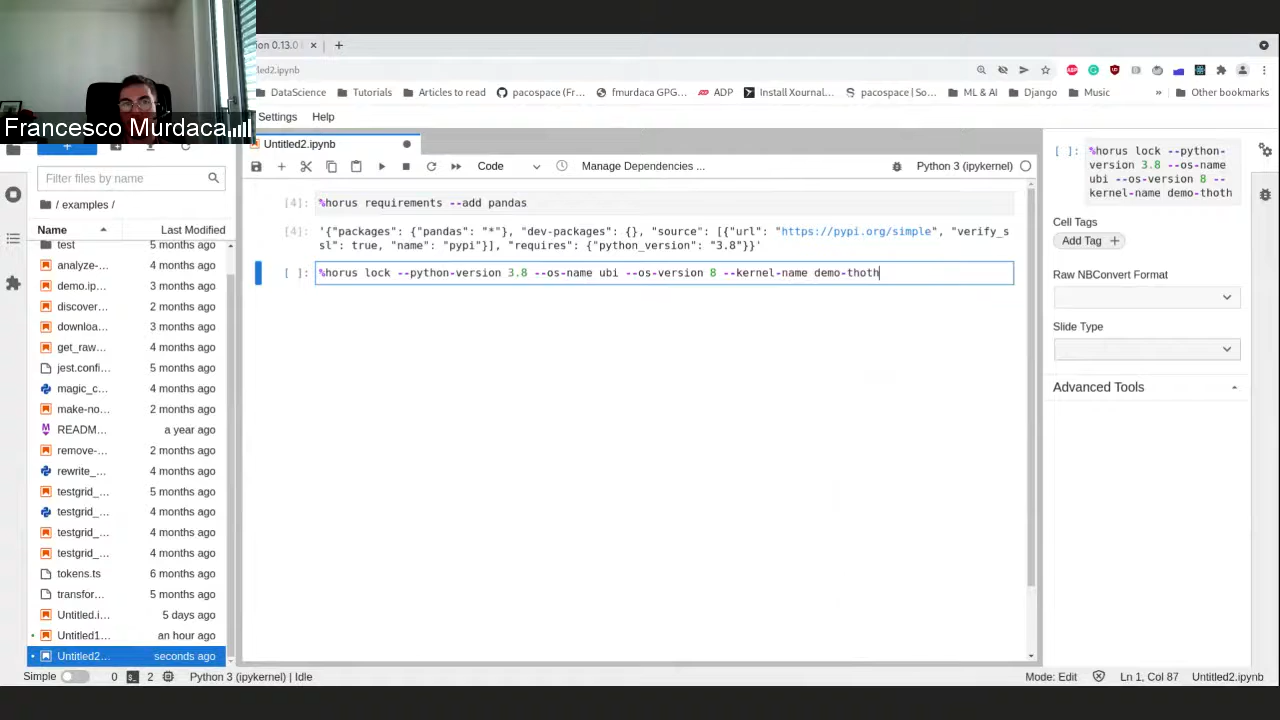 Francesco Murdaca
ion 0.13.0
led2.ipynb
DataScience
Tutorials
Articles to read
pacospace (Fr...
fmurdaca GPG...
ADP
Install Xournal...
pacospace | So...
ML & AI
Django
Music
»
Other bookmarks
Settings Help
Untitled2.ipynb
Code
Manage Dependencies ...
Python 3 (ipykernel)
Filter files by name
/ examples /
Name Last Modified
test 5 months ago
analyze-... 4 months ago
demo.ip... 3 months ago
discover... 2 months ago
downloa... 3 months ago
get_raw... 4 months ago
jest.confi... 5 months ago
magic_c... 4 months ago
make-no... 2 months ago
READM... a year ago
remove-... 2 months ago
rewrite_... 4 months ago
testgrid_... 5 months ago
testgrid_... 4 months ago
testgrid_... 4 months ago
testgrid_... 4 months ago
tokens.ts 6 months ago
transfor... 5 months ago
Untitled.i... 5 days ago
Untitled1... an hour ago
Untitled2... seconds ago
[4]: %horus requirements --add pandas
[4]: '{"packages": {"pandas": "*"}, "dev-packages": {}, "source": [{"url": "https://pypi.org/simple", "verify_s
sl": true, "name": "pypi"}], "requires": {"python_version": "3.8"}}'
[ ]: %horus lock --python-version 3.8 --os-name ubi --os-version 8 --kernel-name demo-thoth
[ ]: %horus lock --python-
version 3.8 --os-name
ubi --os-version 8 --
kernel-name demo-thoth
Cell Tags
Add Tag +
Raw NBConvert Format
Slide Type
Advanced Tools
Simple 0 2 Python 3 (ipykernel) | Idle
Mode: Edit Ln 1, Col 87 Untitled2.ipynb